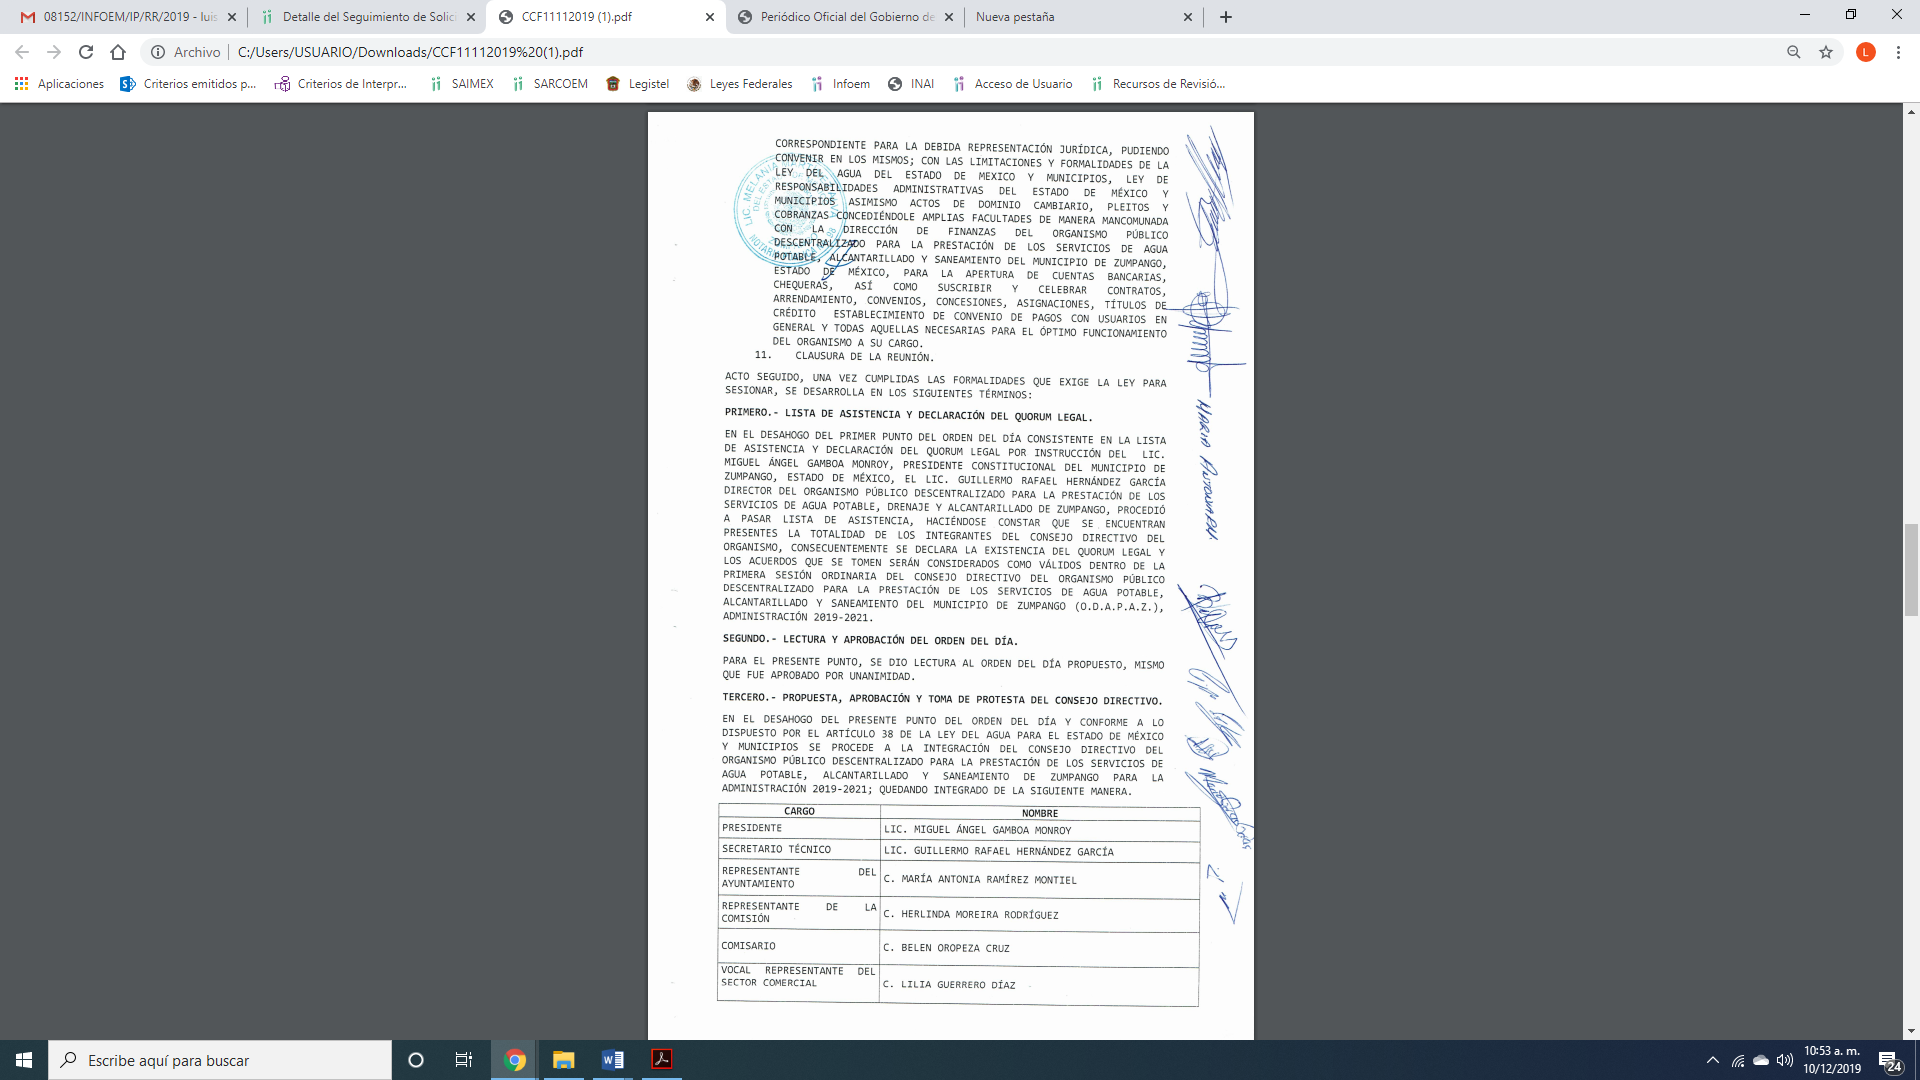 08152/INFOEM/IP/RR/2019 - luis
Detalle del Seguimiento de Solici
CCF11112019 (1).pdf
Periódico Oficial del Gobierno de
Nueva pestaña
Archivo
C:/Users/USUARIO/Downloads/CCF11112019%20(1).pdf
L
Aplicaciones
Criterios emitidos p...
Criterios de Interpr...
SAIMEX
SARCOEM
Legistel
Leyes Federales
Infoem
INAI
Acceso de Usuario
Recursos de Revisió...
CORRESPONDIENTE PARA LA DEBIDA REPRESENTACIÓN JURÍDICA, PUDIENDO
CONVENIR EN LOS MISMOS; CON LAS LIMITACIONES Y FORMALIDADES DE LA
LEY DEL AGUA DEL ESTADO DE MEXICO Y MUNICIPIOS, LEY DE
RESPONSABILIDADES ADMINISTRATIVAS DEL ESTADO DE MÉXICO Y
MUNICIPIOS ASIMISMO ACTOS DE DOMINIO CAMBIARIO, PLEITOS Y
COBRANZAS CONCEDIÉNDOLE AMPLIAS FACULTADES DE MANERA MANCOMUNADA
CON LA DIRECCIÓN DE FINANZAS DEL ORGANISMO PÚBLICO
DESCENTRALIZADO PARA LA PRESTACIÓN DE LOS SERVICIOS DE AGUA
POTABLE, ALCANTARILLADO Y SANEAMIENTO DEL MUNICIPIO DE ZUMPANGO,
ESTADO DE MÉXICO, PARA LA APERTURA DE CUENTAS BANCARIAS,
CHEQUERAS, ASÍ COMO SUSCRIBIR Y CELEBRAR CONTRATOS,
ARRENDAMIENTO, CONVENIOS, CONCESIONES, ASIGNACIONES, TÍTULOS DE
CRÉDITO ESTABLECIMIENTO DE CONVENIO DE PAGOS CON USUARIOS EN
GENERAL Y TODAS AQUELLAS NECESARIAS PARA EL ÓPTIMO FUNCIONAMIENTO
DEL ORGANISMO A SU CARGO.
11. CLAUSURA DE LA REUNIÓN.
ACTO SEGUIDO, UNA VEZ CUMPLIDAS LAS FORMALIDADES QUE EXIGE LA LEY PARA
SESIONAR, SE DESARROLLA EN LOS SIGUIENTES TÉRMINOS:
PRIMERO.- LISTA DE ASISTENCIA Y DECLARACIÓN DEL QUORUM LEGAL.
EN EL DESAHOGO DEL PRIMER PUNTO DEL ORDEN DEL DÍA CONSISTENTE EN LA LISTA
DE ASISTENCIA Y DECLARACIÓN DEL QUORUM LEGAL POR INSTRUCCIÓN DEL LIC.
MIGUEL ÁNGEL GAMBOA MONROY, PRESIDENTE CONSTITUCIONAL DEL MUNICIPIO DE
ZUMPANGO, ESTADO DE MÉXICO, EL LIC. GUILLERMO RAFAEL HERNÁNDEZ GARCÍA
DIRECTOR DEL ORGANISMO PÚBLICO DESCENTRALIZADO PARA LA PRESTACIÓN DE LOS
SERVICIOS DE AGUA POTABLE, DRENAJE Y ALCANTARILLADO DE ZUMPANGO, PROCEDIÓ
A PASAR LISTA DE ASISTENCIA, HACIÉNDOSE CONSTAR QUE SE ENCUENTRAN
PRESENTES LA TOTALIDAD DE LOS INTEGRANTES DEL CONSEJO DIRECTIVO DEL
ORGANISMO, CONSECUENTEMENTE SE DECLARA LA EXISTENCIA DEL QUORUM LEGAL Y
LOS ACUERDOS QUE SE TOMEN SERÁN CONSIDERADOS COMO VÁLIDOS DENTRO DE LA
PRIMERA SESIÓN ORDINARIA DEL CONSEJO DIRECTIVO DEL ORGANISMO PÚBLICO
DESCENTRALIZADO PARA LA PRESTACIÓN DE LOS SERVICIOS DE AGUA POTABLE,
ALCANTARILLADO Y SANEAMIENTO DEL MUNICIPIO DE ZUMPANGO (O.D.A.P.A.Z.),
ADMINISTRACIÓN 2019-2021.
SEGUNDO.- LECTURA Y APROBACIÓN DEL ORDEN DEL DÍA.
PARA EL PRESENTE PUNTO, SE DIO LECTURA AL ORDEN DEL DÍA PROPUESTO, MISMO
QUE FUE APROBADO POR UNANIMIDAD.
TERCERO.- PROPUESTA, APROBACIÓN Y TOMA DE PROTESTA DEL CONSEJO DIRECTIVO.
EN EL DESAHOGO DEL PRESENTE PUNTO DEL ORDEN DEL DÍA Y CONFORME A LO
DISPUESTO POR EL ARTÍCULO 38 DE LA LEY DEL AGUA PARA EL ESTADO DE MÉXICO
Y MUNICIPIOS SE PROCEDE A LA INTEGRACIÓN DEL CONSEJO DIRECTIVO DEL
ORGANISMO PÚBLICO DESCENTRALIZADO PARA LA PRESTACIÓN DE LOS SERVICIOS DE
AGUA POTABLE, ALCANTARILLADO Y SANEAMIENTO DE ZUMPANGO PARA LA
ADMINISTRACIÓN 2019-2021; QUEDANDO INTEGRADO DE LA SIGUIENTE MANERA.
CARGO NOMBRE
PRESIDENTE LIC. MIGUEL ÁNGEL GAMBOA MONROY
SECRETARIO TÉCNICO LIC. GUILLERMO RAFAEL HERNÁNDEZ GARCÍA
REPRESENTANTE DEL
AYUNTAMIENTO
C. MARÍA ANTONIA RAMÍREZ MONTIEL
REPRESENTANTE DE LA
COMISIÓN
C. HERLINDA MOREIRA RODRÍGUEZ
COMISARIO C. BELEN OROPEZA CRUZ
VOCAL REPRESENTANTE DEL
SECTOR COMERCIAL
C. LILIA GUERRERO DÍAZ
LIC. MELANIA
MARIA ANTONIA
Escribe aquí para buscar
10:53 a. m.
10/12/2019
24